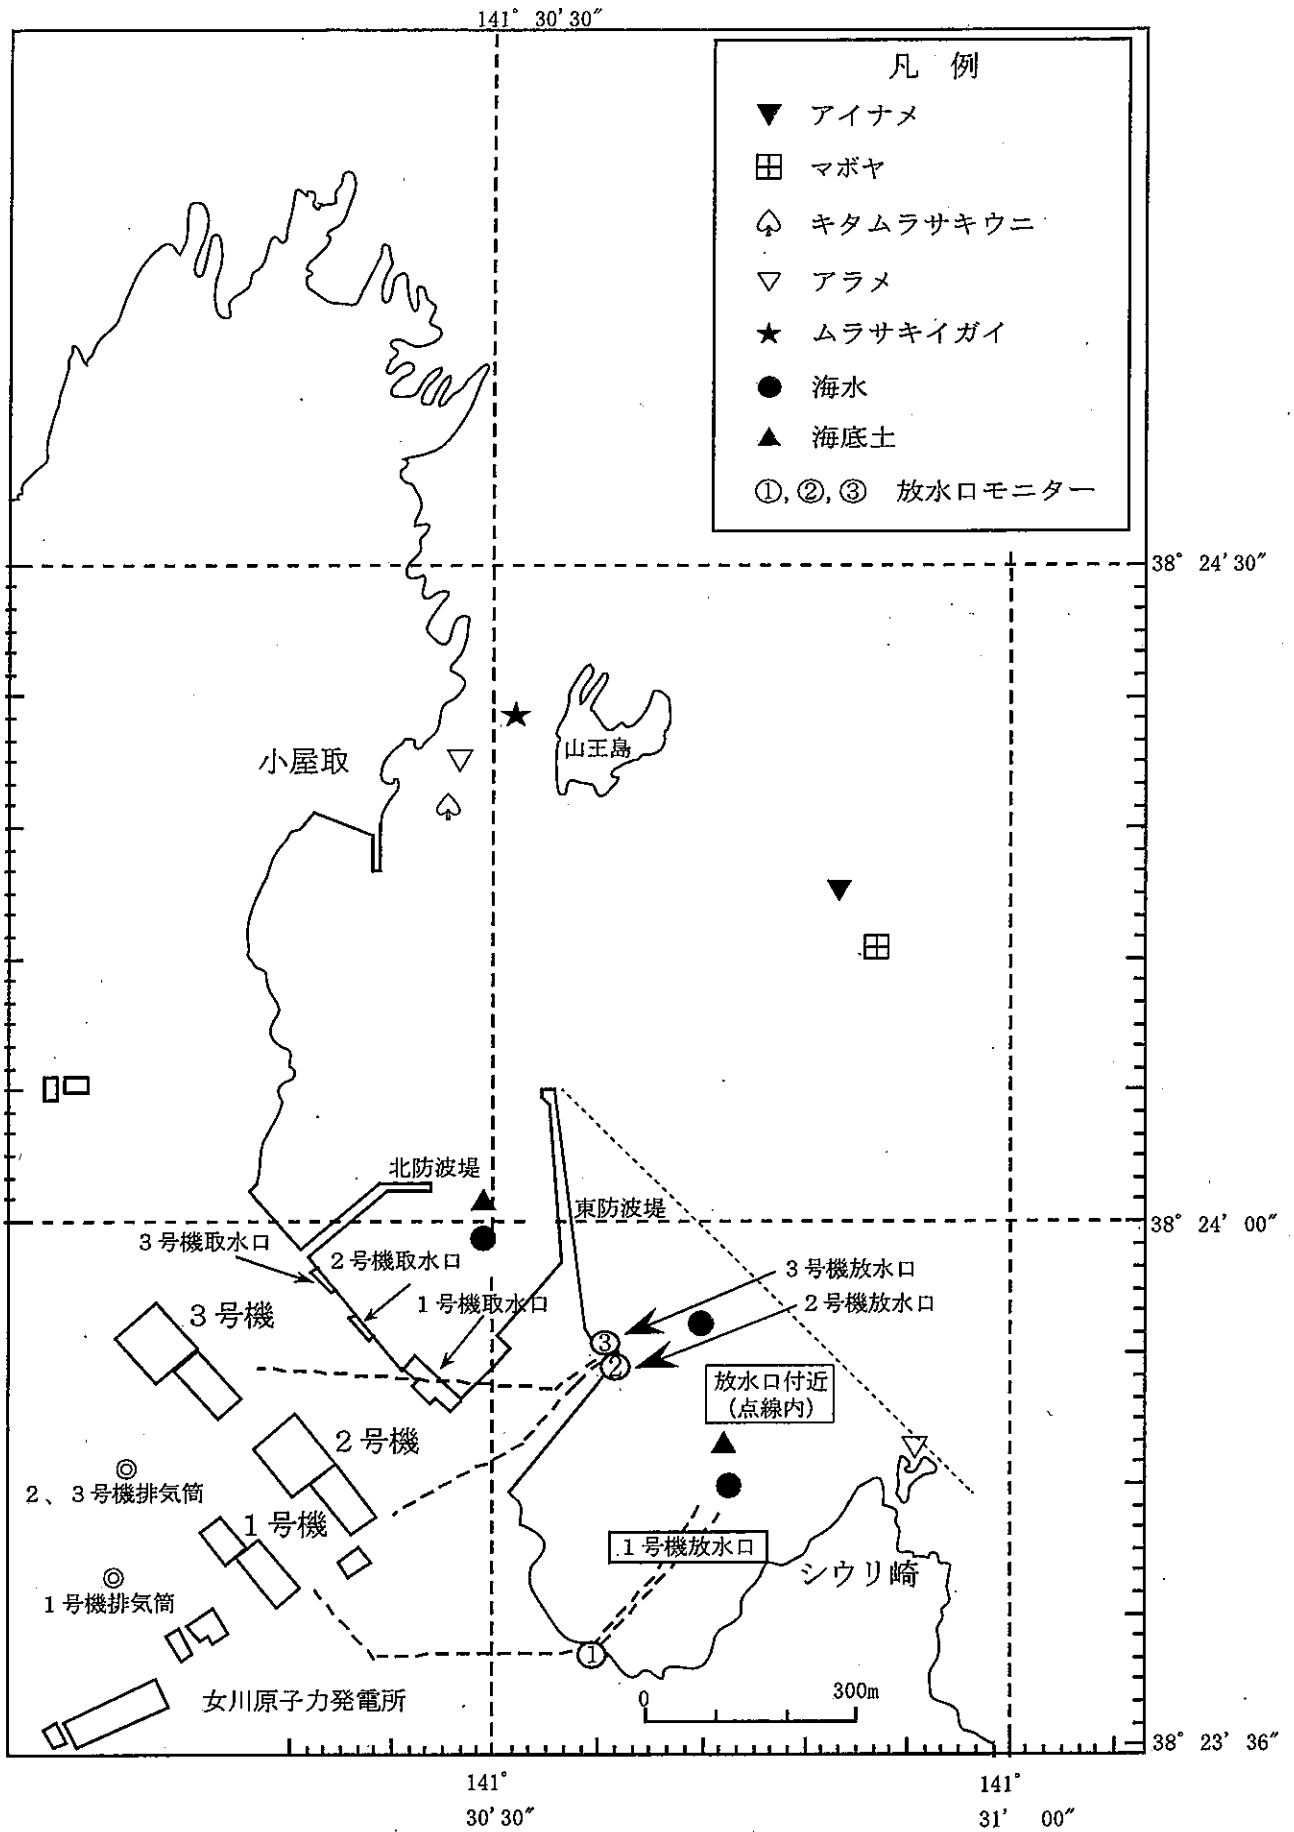 141° 30′30″
凡 例
アイナメ
マボヤ
キタムラサキウニ
アラメ
ムラサキイガイ
海水
海底土
①,②,③ 放水口モニター
38° 24′30″
山王島
小屋取
北防波堤
東防波堤
38° 24′ 00″
3号機取水口
2号機取水口
1号機取水口
3号機放水口
2号機放水口
3号機
③
②
放水口付近
(点線内)
2号機
2、3号機排気筒
1号機
1号機放水口
シウリ崎
1号機排気筒
①
女川原子力発電所
0 300m
38° 23′ 36″
141°
30′30″
141°
31′ 00″